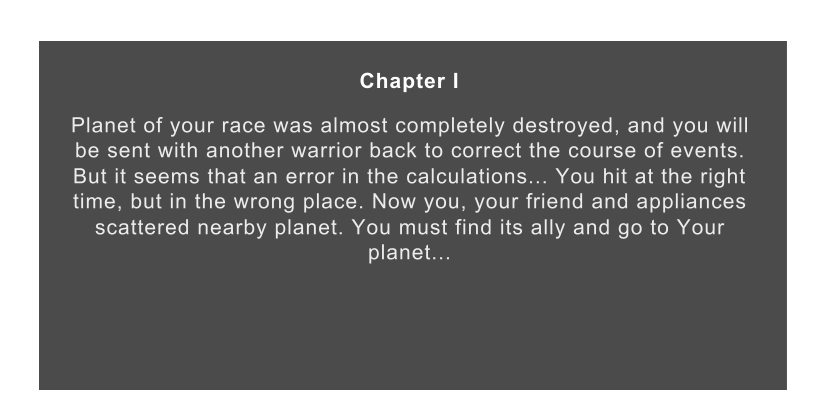 Chapter I
Planet of your race was almost completely destroyed, and you will
be sent with another warrior back to correct the course of events.
But it seems that an error in the calculations... You hit at the right
time, but in the wrong place. Now you, your friend and appliances
scattered nearby planet. You must find its ally and go to Your
planet...